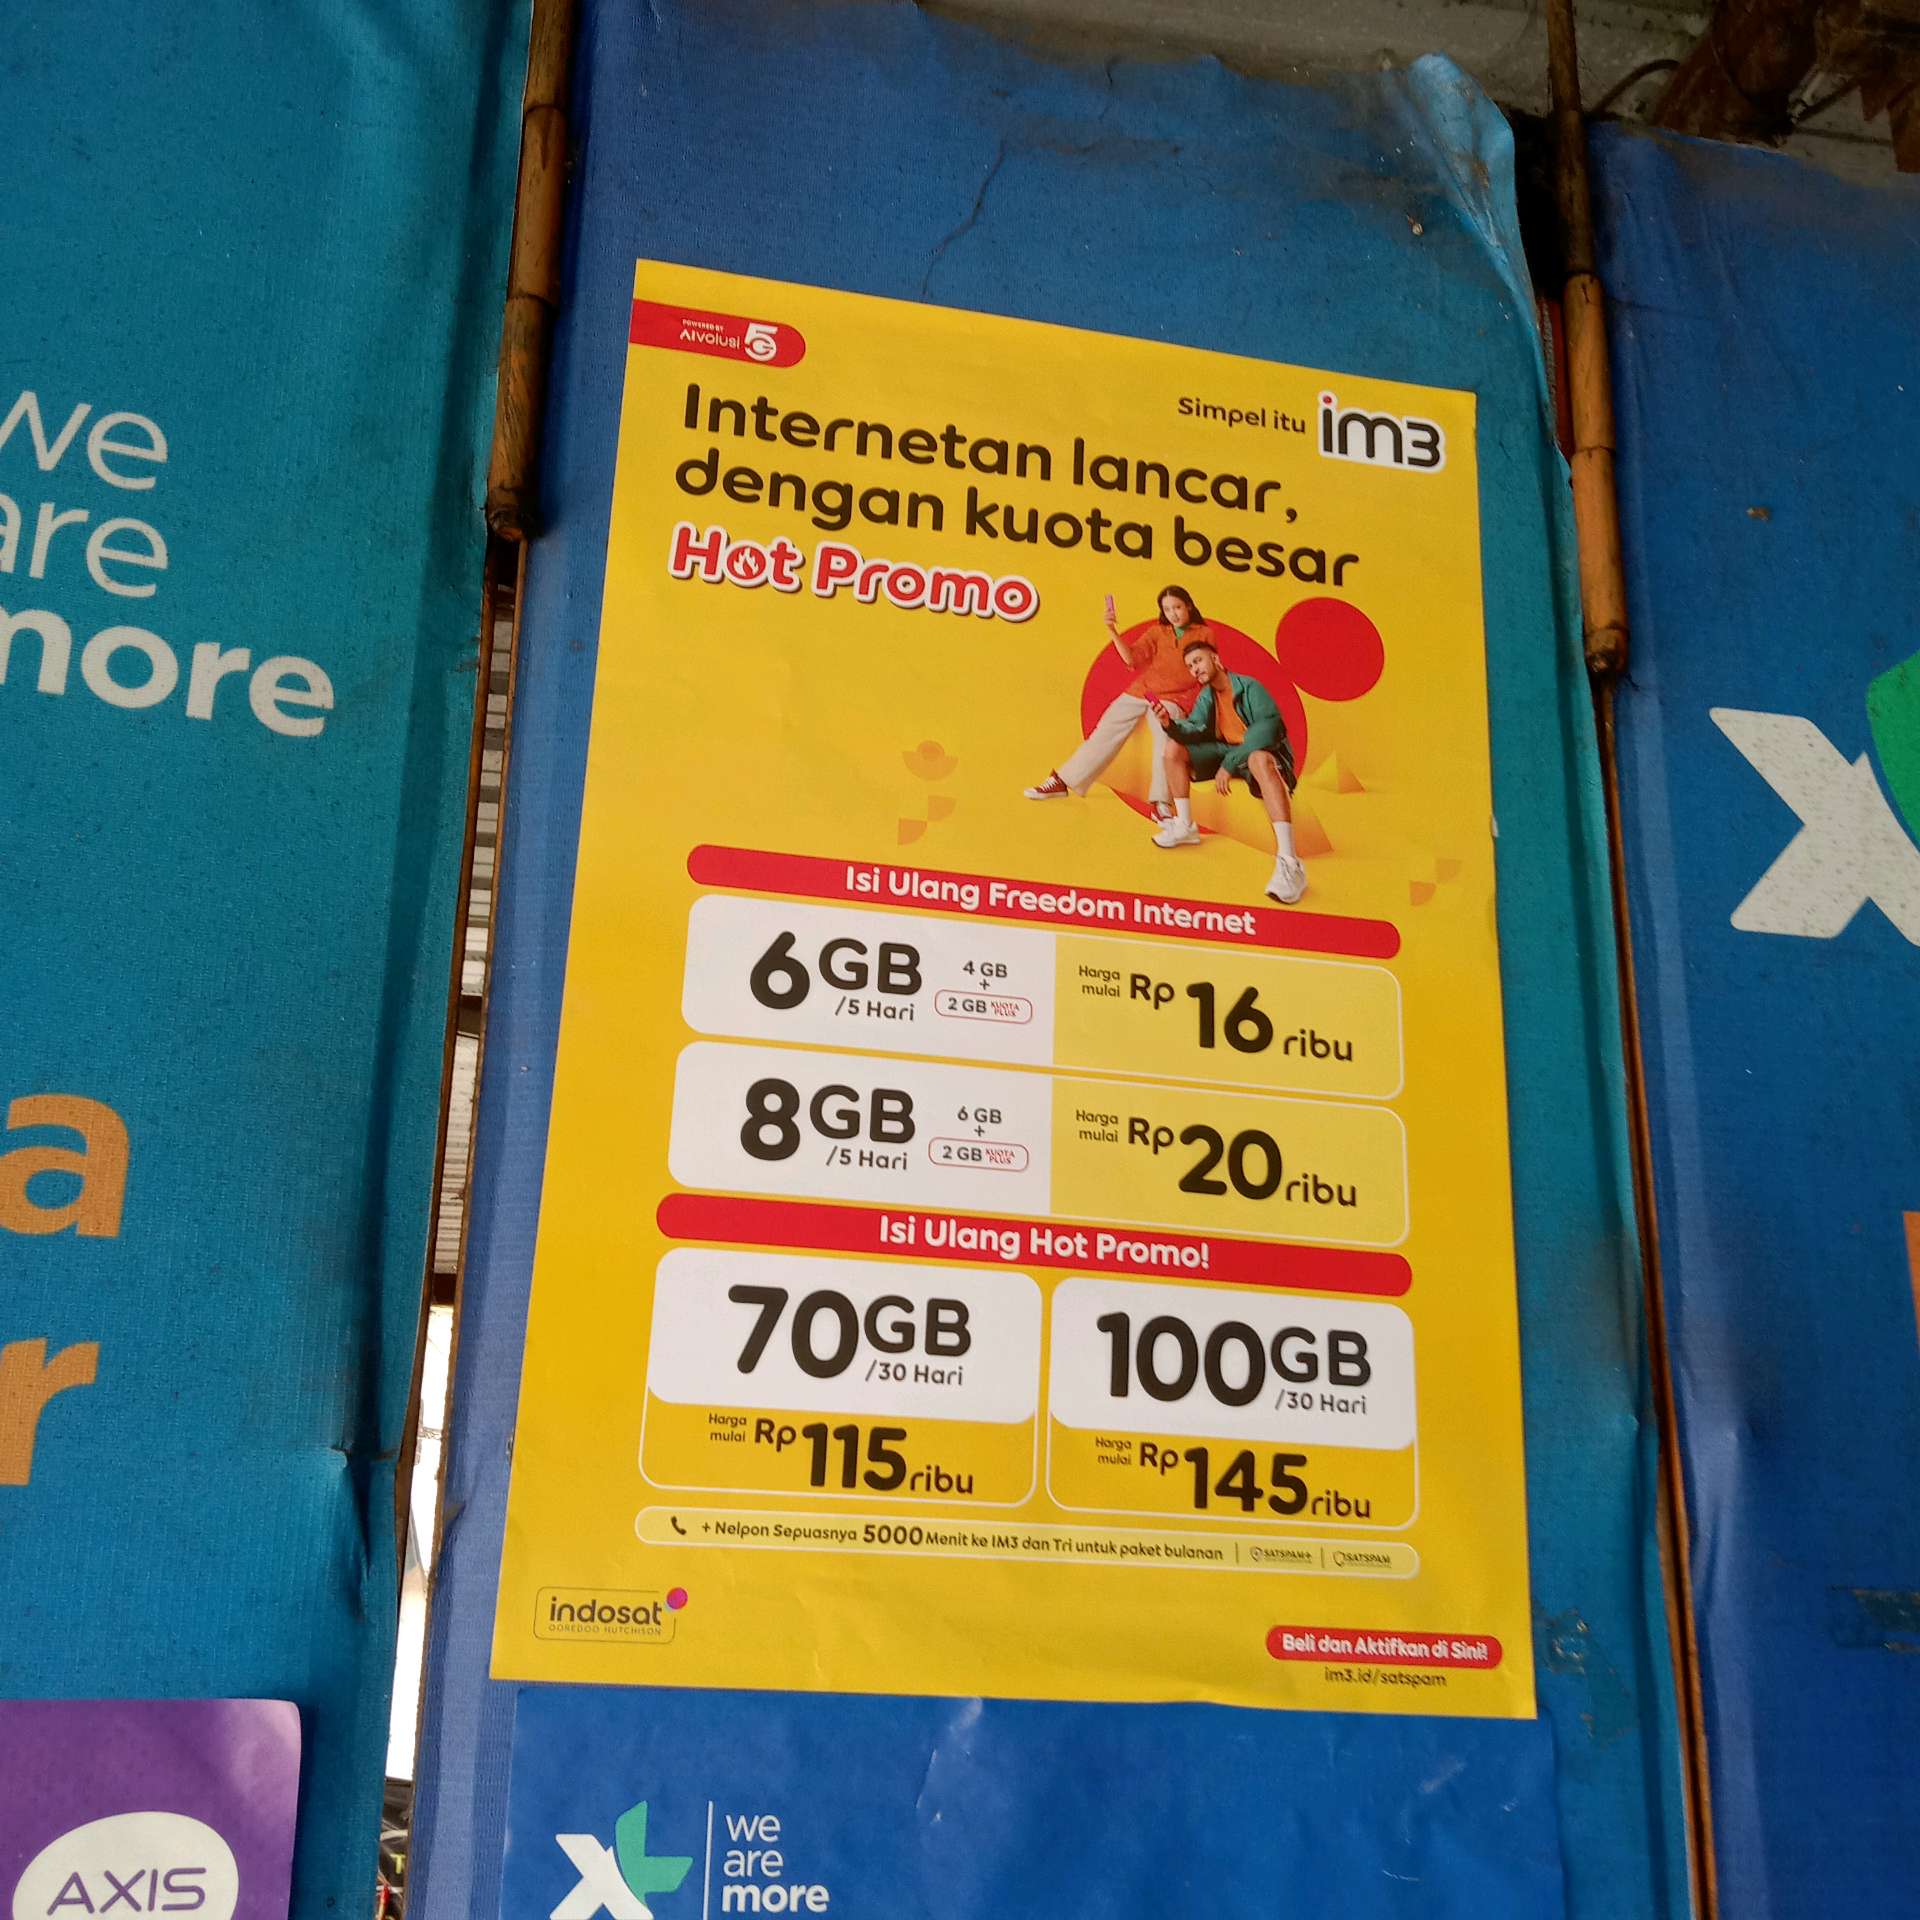 we
are
more
a
r
AXIS
POWERED BY
AIvolusi 5G
Simpel itu im3
Internetan lancar,
dengan kuota besar
Hot Promo
Isi Ulang Freedom Internet
6GB
/5 Hari
4 GB
+
2 GB KUOTA PLUS
Harga mulai Rp 16 ribu
8GB
/5 Hari
6 GB
+
2 GB KUOTA PLUS
Harga mulai Rp 20 ribu
Isi Ulang Hot Promo!
70GB
/30 Hari
Harga mulai Rp 115 ribu
100GB
/30 Hari
Harga mulai Rp 145 ribu
+ Nelpon Sepuasnya 5000 Menit ke IM3 dan Tri untuk paket bulanan | SATSPAM+ | SATSPAM
indosat
OOREDOO HUTCHISON
Beli dan Aktifkan di Sini!
im3.id/satspam
XL
we
are
more
X